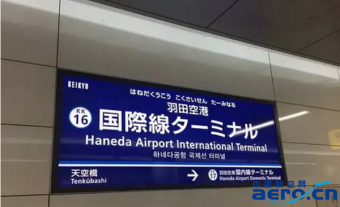 KEIKYU
はねだくうこう こくさいせん たーみなる
羽田空港
KK
16
国際線ターミナル
Haneda Airport International Terminal
하네다공항 국제선 터미널
天空橋
Tenkūbashi
→
KK
17
羽田空港 国内線ターミナル
Haneda Airport Domestic Terminal
aero.cn